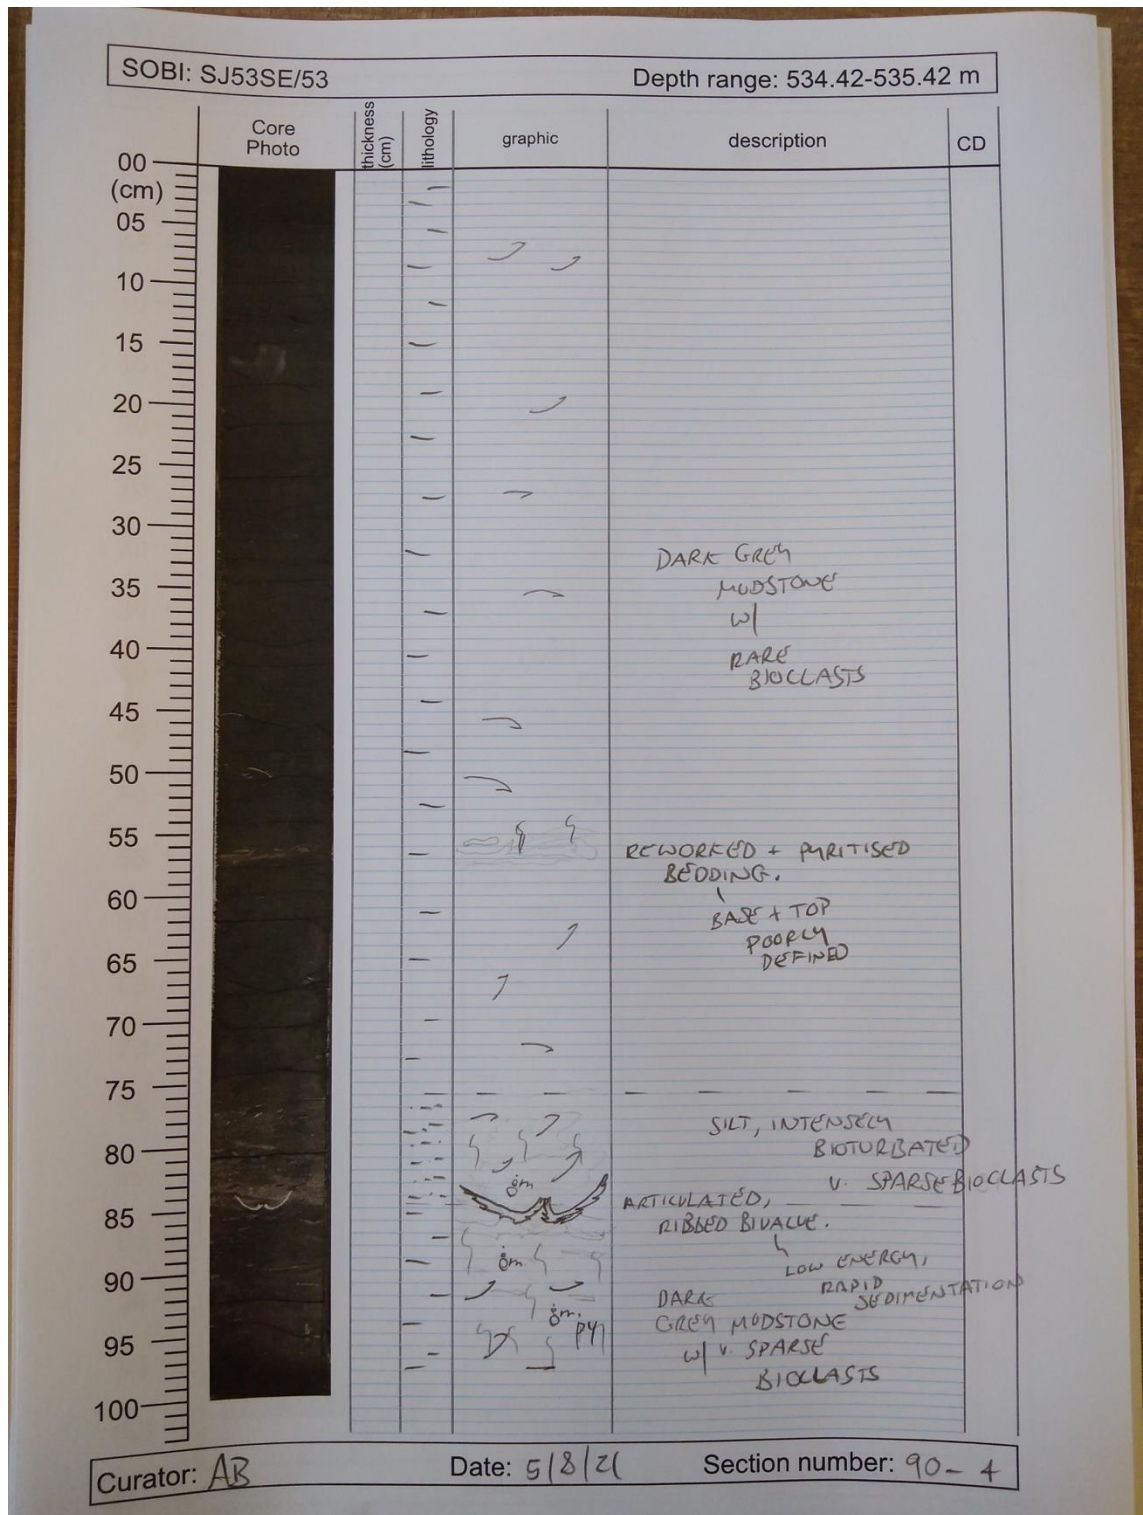 SOBI: SJ53SE/53
Depth range: 534.42-535.42 m
Core
Photo
thickness
(cm)
lithology
graphic
description
CD
00
(cm)
05
10
15
20
25
30
35
40
45
50
55
60
65
70
75
80
85
90
95
100
DARK GREY
MUDSTONE
w/
RARE
BIOCLASTS
REWORKED + PYRITISED
BEDDING.
BASE + TOP
POORLY
DEFINED
SILT, INTENSELY
BIOTURBATED
V. SPARSE BIOCLASTS
gm
ARTICULATED,
RIBBED BIVALVE.
gm
LOW ENERGY,
RAPID
SEDIMENTATION
DARK
GREY MUDSTONE
w/ V. SPARSE
BIOCLASTS
gm.
py
Curator: AB
Date: 5/8/21
Section number: 90-4